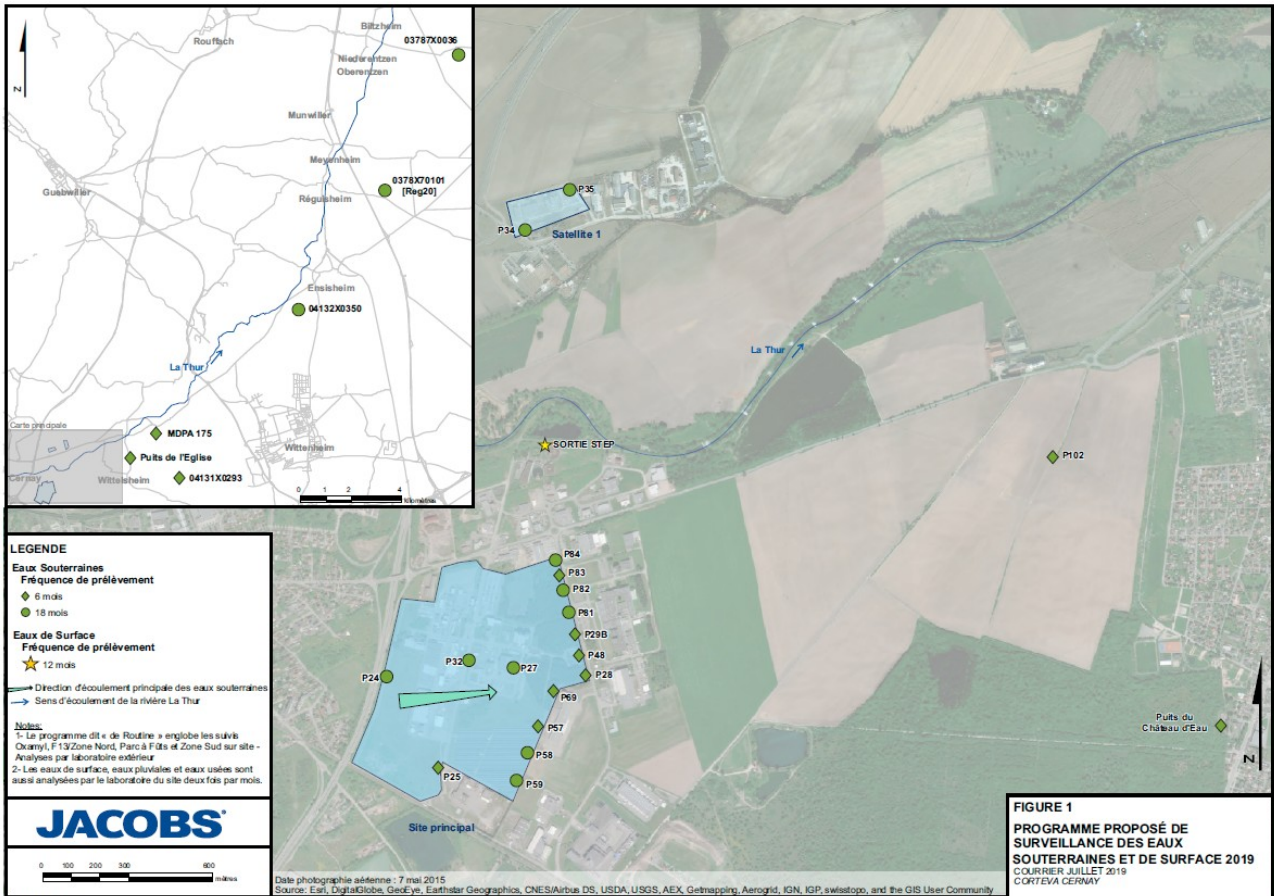 Biltzheim
Rouffach
03787X0036
Niederentzen
Oberentzen
N
Munwiller
Meyenheim
0378X70101
[Reg20]
Guebwiller
Réguisheim
Ensisheim
04132X0350
La Thur
Carte principale
MDPA 175
Puits de l'Eglise
Wittenheim
Cernay
Wittelsheim
04131X0293
0 1 2 4
kilomètres
P35
P34
Satellite 1
La Thur
SORTIE STEP
P102
P84
P83
P82
P81
P29B
P48
P32
P27
P28
P24
P69
P57
P58
P25
P59
Site principal
Puits du
Château d'Eau
N
LEGENDE
Eaux Souterraines
Fréquence de prélèvement
6 mois
18 mois
Eaux de Surface
Fréquence de prélèvement
12 mois
Direction d'écoulement principale des eaux souterraines
Sens d'écoulement de la rivière La Thur
Notes:
1- Le programme dit « de Routine » englobe les suivis
Oxamyl, F13/Zone Nord, Parc à Fûts et Zone Sud sur site -
Analyses par laboratoire extérieur
2- Les eaux de surface, eaux pluviales et eaux usées sont
aussi analysées par le laboratoire du site deux fois par mois.
JACOBS
0 100 200 300 600
mètres
Date photographie aérienne : 7 mai 2015
Source: Esri, DigitalGlobe, GeoEye, Earthstar Geographics, CNES/Airbus DS, USDA, USGS, AEX, Getmapping, Aerogrid, IGN, IGP, swisstopo, and the GIS User Community
FIGURE 1
PROGRAMME PROPOSÉ DE
SURVEILLANCE DES EAUX
SOUTERRAINES ET DE SURFACE 2019
COURRIER JUILLET 2019
CORTEVA CERNAY